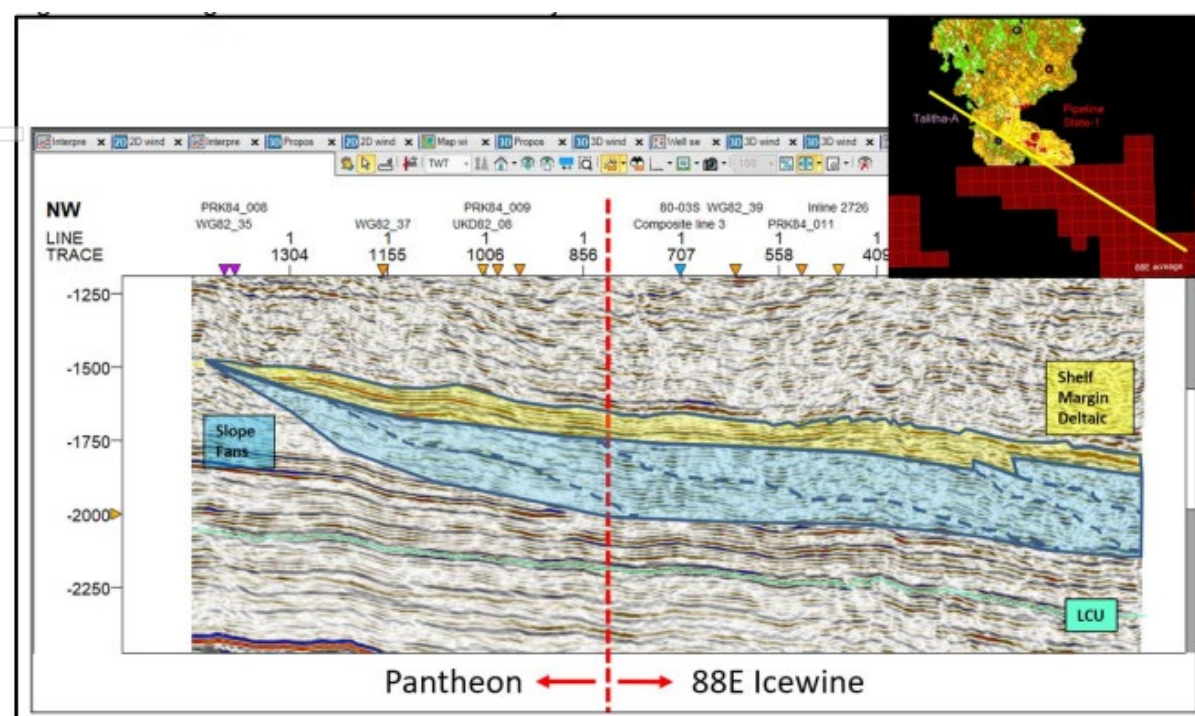 Interpre 2D wind Interpre 3D Propos 2D wind Map wi 3D Propos 3D wind Well se 3D wind 3D wind
TWT
100
Talitha-A
Pipeline
State-1
88E acreage
NW
PRK84_008 PRK84_009 80-03S WG82_39 Inline 2726
WG82_35 WG82_37 UKD82_08 Composite line 3 PRK84_011
LINE 1 1 1 1 1 1 1
TRACE 1304 1155 1006 856 707 558 409
-1250
-1500
-1750
-2000
-2250
Shelf
Margin
Deltaic
Slope
Fans
LCU
Pantheon 88E Icewine